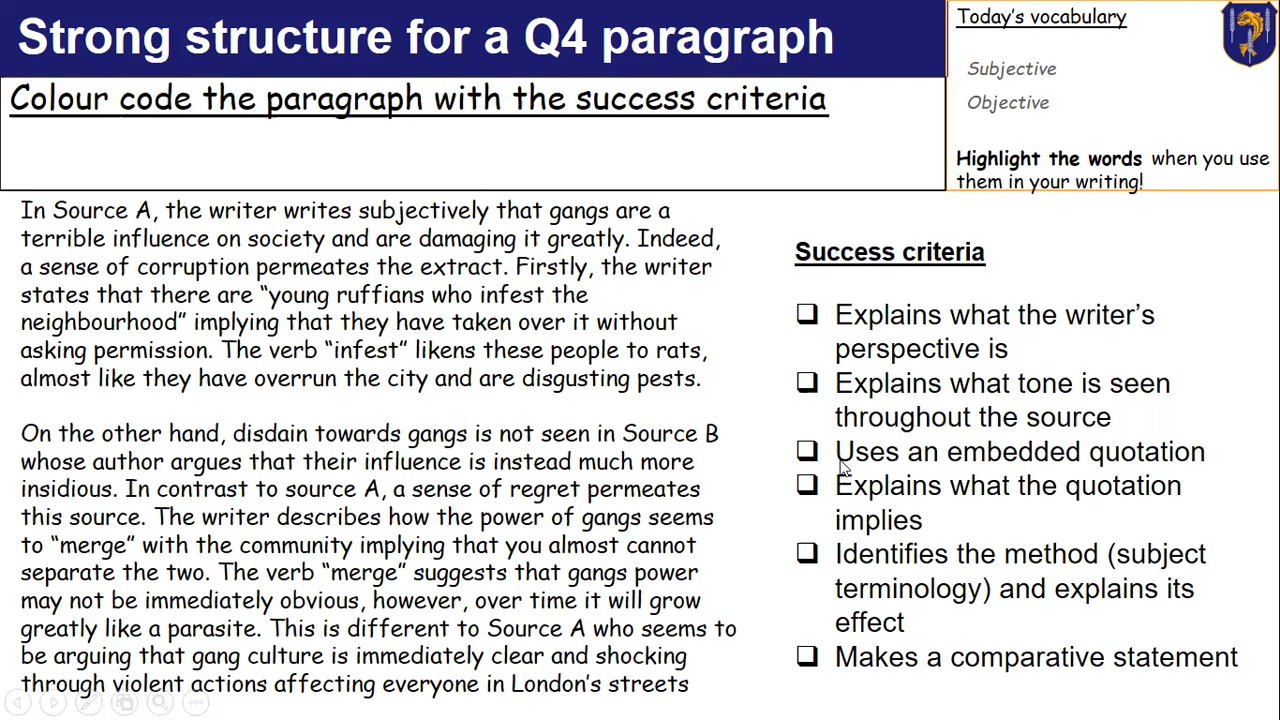 Strong structure for a Q4 paragraph
Colour code the paragraph with the success criteria
Today's vocabulary
Subjective
Objective
Highlight the words when you use
them in your writing!
In Source A, the writer writes subjectively that gangs are a
terrible influence on society and are damaging it greatly. Indeed,
a sense of corruption permeates the extract. Firstly, the writer
states that there are “young ruffians who infest the
neighbourhood” implying that they have taken over it without
asking permission. The verb “infest” likens these people to rats,
almost like they have overrun the city and are disgusting pests.
On the other hand, disdain towards gangs is not seen in Source B
whose author argues that their influence is instead much more
insidious. In contrast to source A, a sense of regret permeates
this source. The writer describes how the power of gangs seems
to “merge” with the community implying that you almost cannot
separate the two. The verb “merge” suggests that gangs power
may not be immediately obvious, however, over time it will grow
greatly like a parasite. This is different to Source A who seems to
be arguing that gang culture is immediately clear and shocking
through violent actions affecting everyone in London's streets
Success criteria
Explains what the writer's
perspective is
Explains what tone is seen
throughout the source
Uses an embedded quotation
Explains what the quotation
implies
Identifies the method (subject
terminology) and explains its
effect
Makes a comparative statement